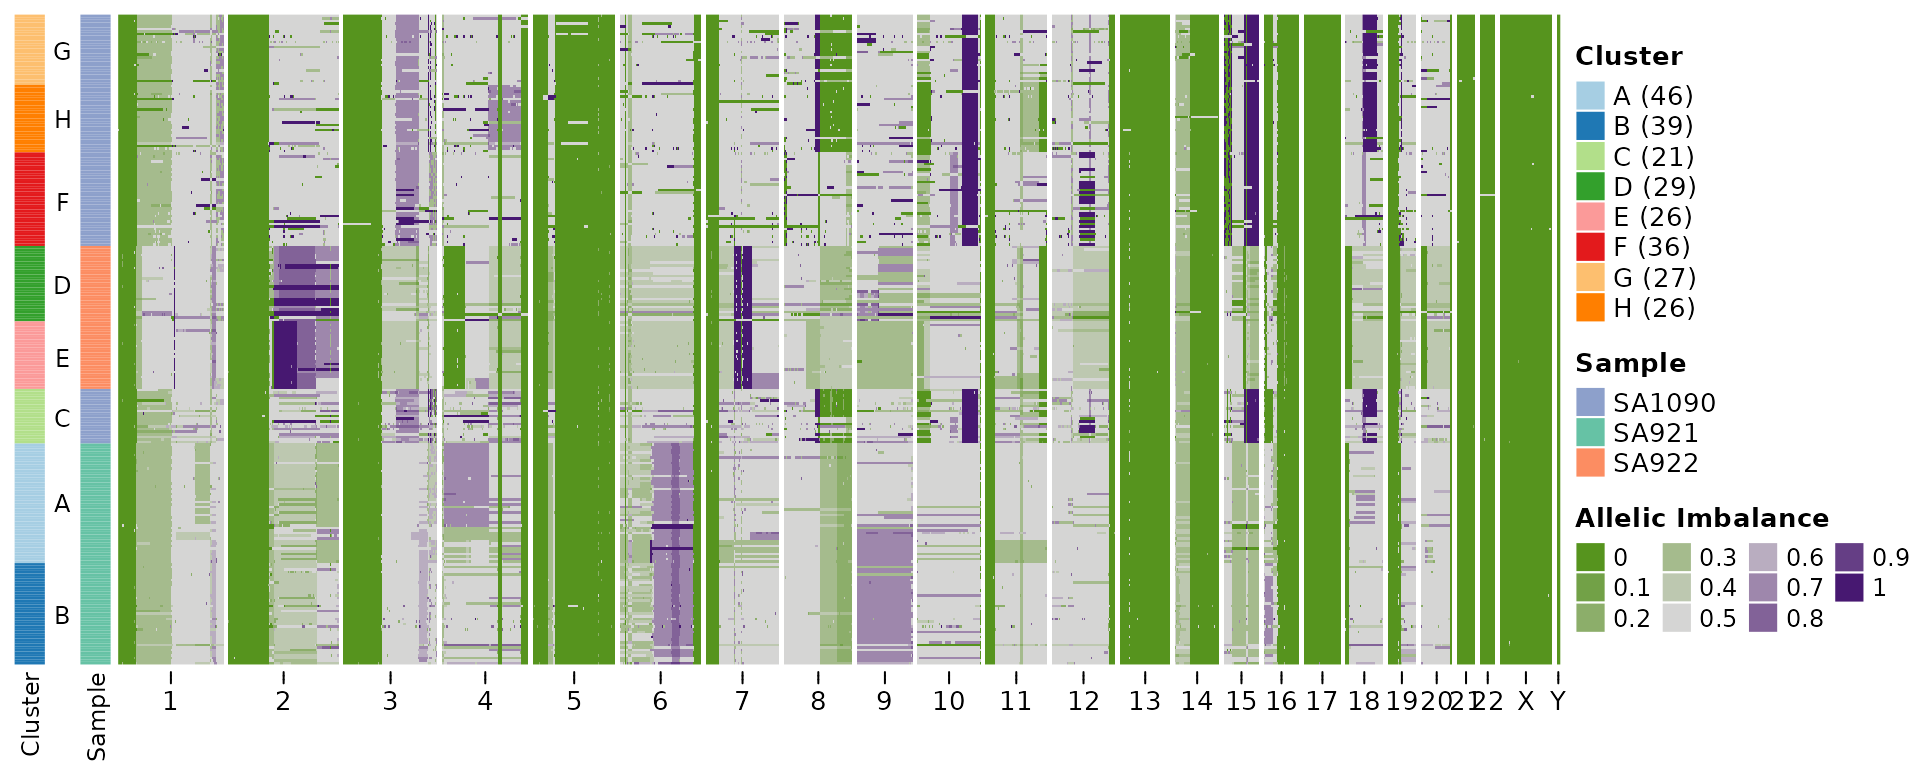 G
H
F
D
E
C
A
B
Cluster
Sample
1 2 3 4 5 6 7 8 9 10 11 12 13 14 15 16 17 18 19 20 21 22 X Y
Cluster
A (46)
B (39)
C (21)
D (29)
E (26)
F (36)
G (27)
H (26)
Sample
SA1090
SA921
SA922
Allelic Imbalance
0 0.3 0.6 0.9
0.1 0.4 0.7 1
0.2 0.5 0.8